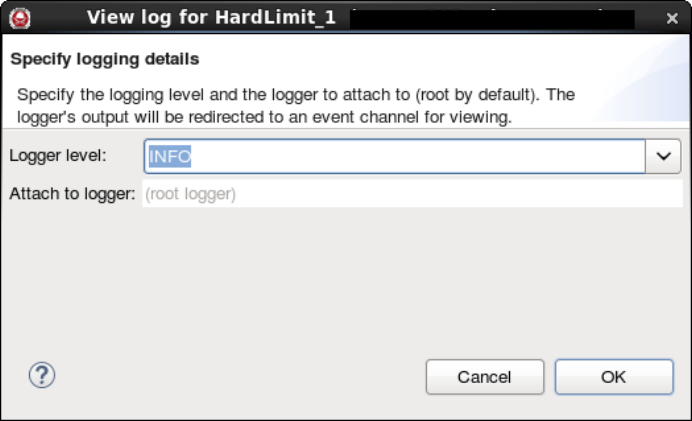 View log for HardLimit_1
Specify logging details
Specify the logging level and the logger to attach to (root by default). The
logger's output will be redirected to an event channel for viewing.
Logger level: INFO
Attach to logger: (root logger)
Cancel OK